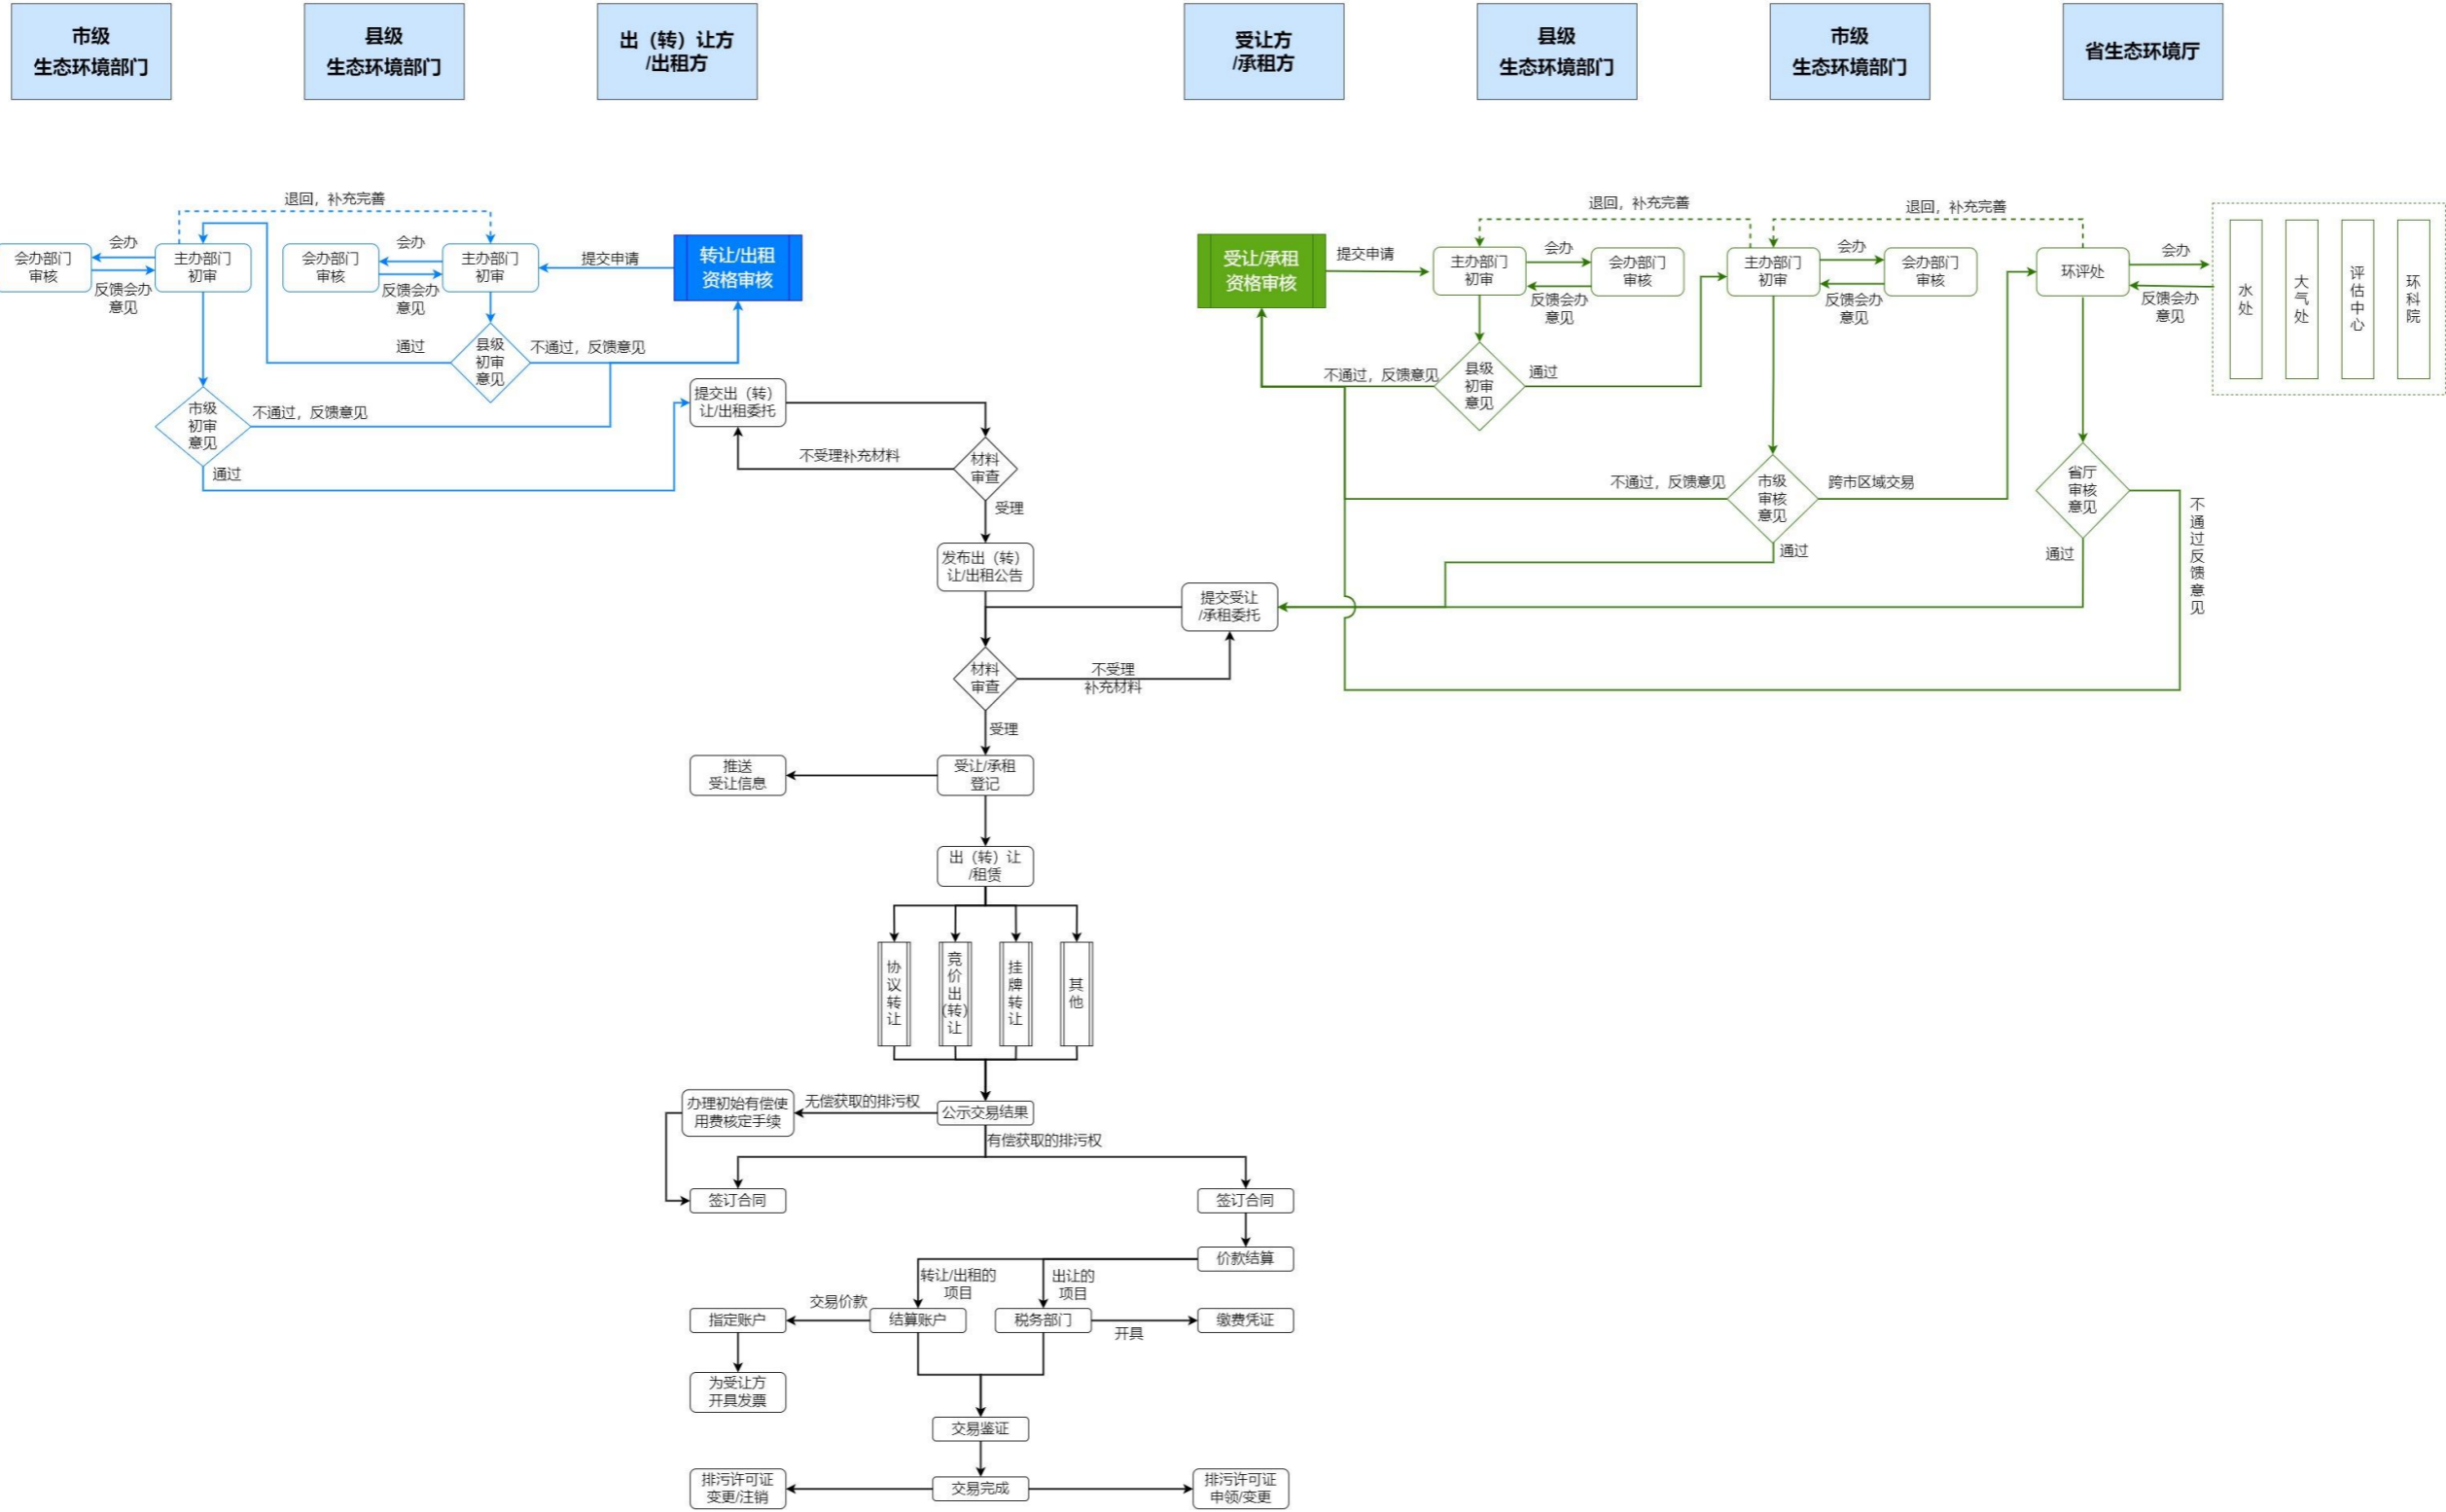 市级
生态环境部门
县级
生态环境部门
出（转）让方
/出租方
受让方
/承租方
县级
生态环境部门
市级
生态环境部门
省生态环境厅
退回，补充完善
会办部门
审核
会办
反馈会办
意见
主办部门
初审
会办部门
审核
会办
反馈会办
意见
主办部门
初审
提交申请
转让/出租
资格审核
县级
初审
意见
通过
不通过，反馈意见
市级
初审
意见
不通过，反馈意见
通过
受让/承租
资格审核
提交申请
退回，补充完善
主办部门
初审
会办
反馈会办
意见
会办部门
审核
退回，补充完善
主办部门
初审
会办
反馈会办
意见
会办部门
审核
环评处
会办
反馈会办
意见
水
处
大
气
处
评
估
中
心
环
科
院
县级
初审
意见
不通过，反馈意见
通过
市级
审核
意见
不通过，反馈意见
跨市区域交易
通过
省厅
审核
意见
通过
不
通
过
反
馈
意
见
提交出（转）
让/出租委托
不受理补充材料
材料
审查
受理
发布出（转）
让/出租公告
提交受让
/承租委托
材料
审查
不受理
补充材料
受理
推送
受让信息
受让/承租
登记
出（转）让
/租赁
协
议
转
让
竞
价
出
（转）
让
挂
牌
转
让
其
他
办理初始有偿使
用费核定手续
无偿获取的排污权
公示交易结果
有偿获取的排污权
签订合同
签订合同
价款结算
转让/出租的
项目
出让的
项目
指定账户
交易价款
结算账户
税务部门
开具
缴费凭证
为受让方
开具发票
交易鉴证
排污许可证
变更/注销
交易完成
排污许可证
申领/变更